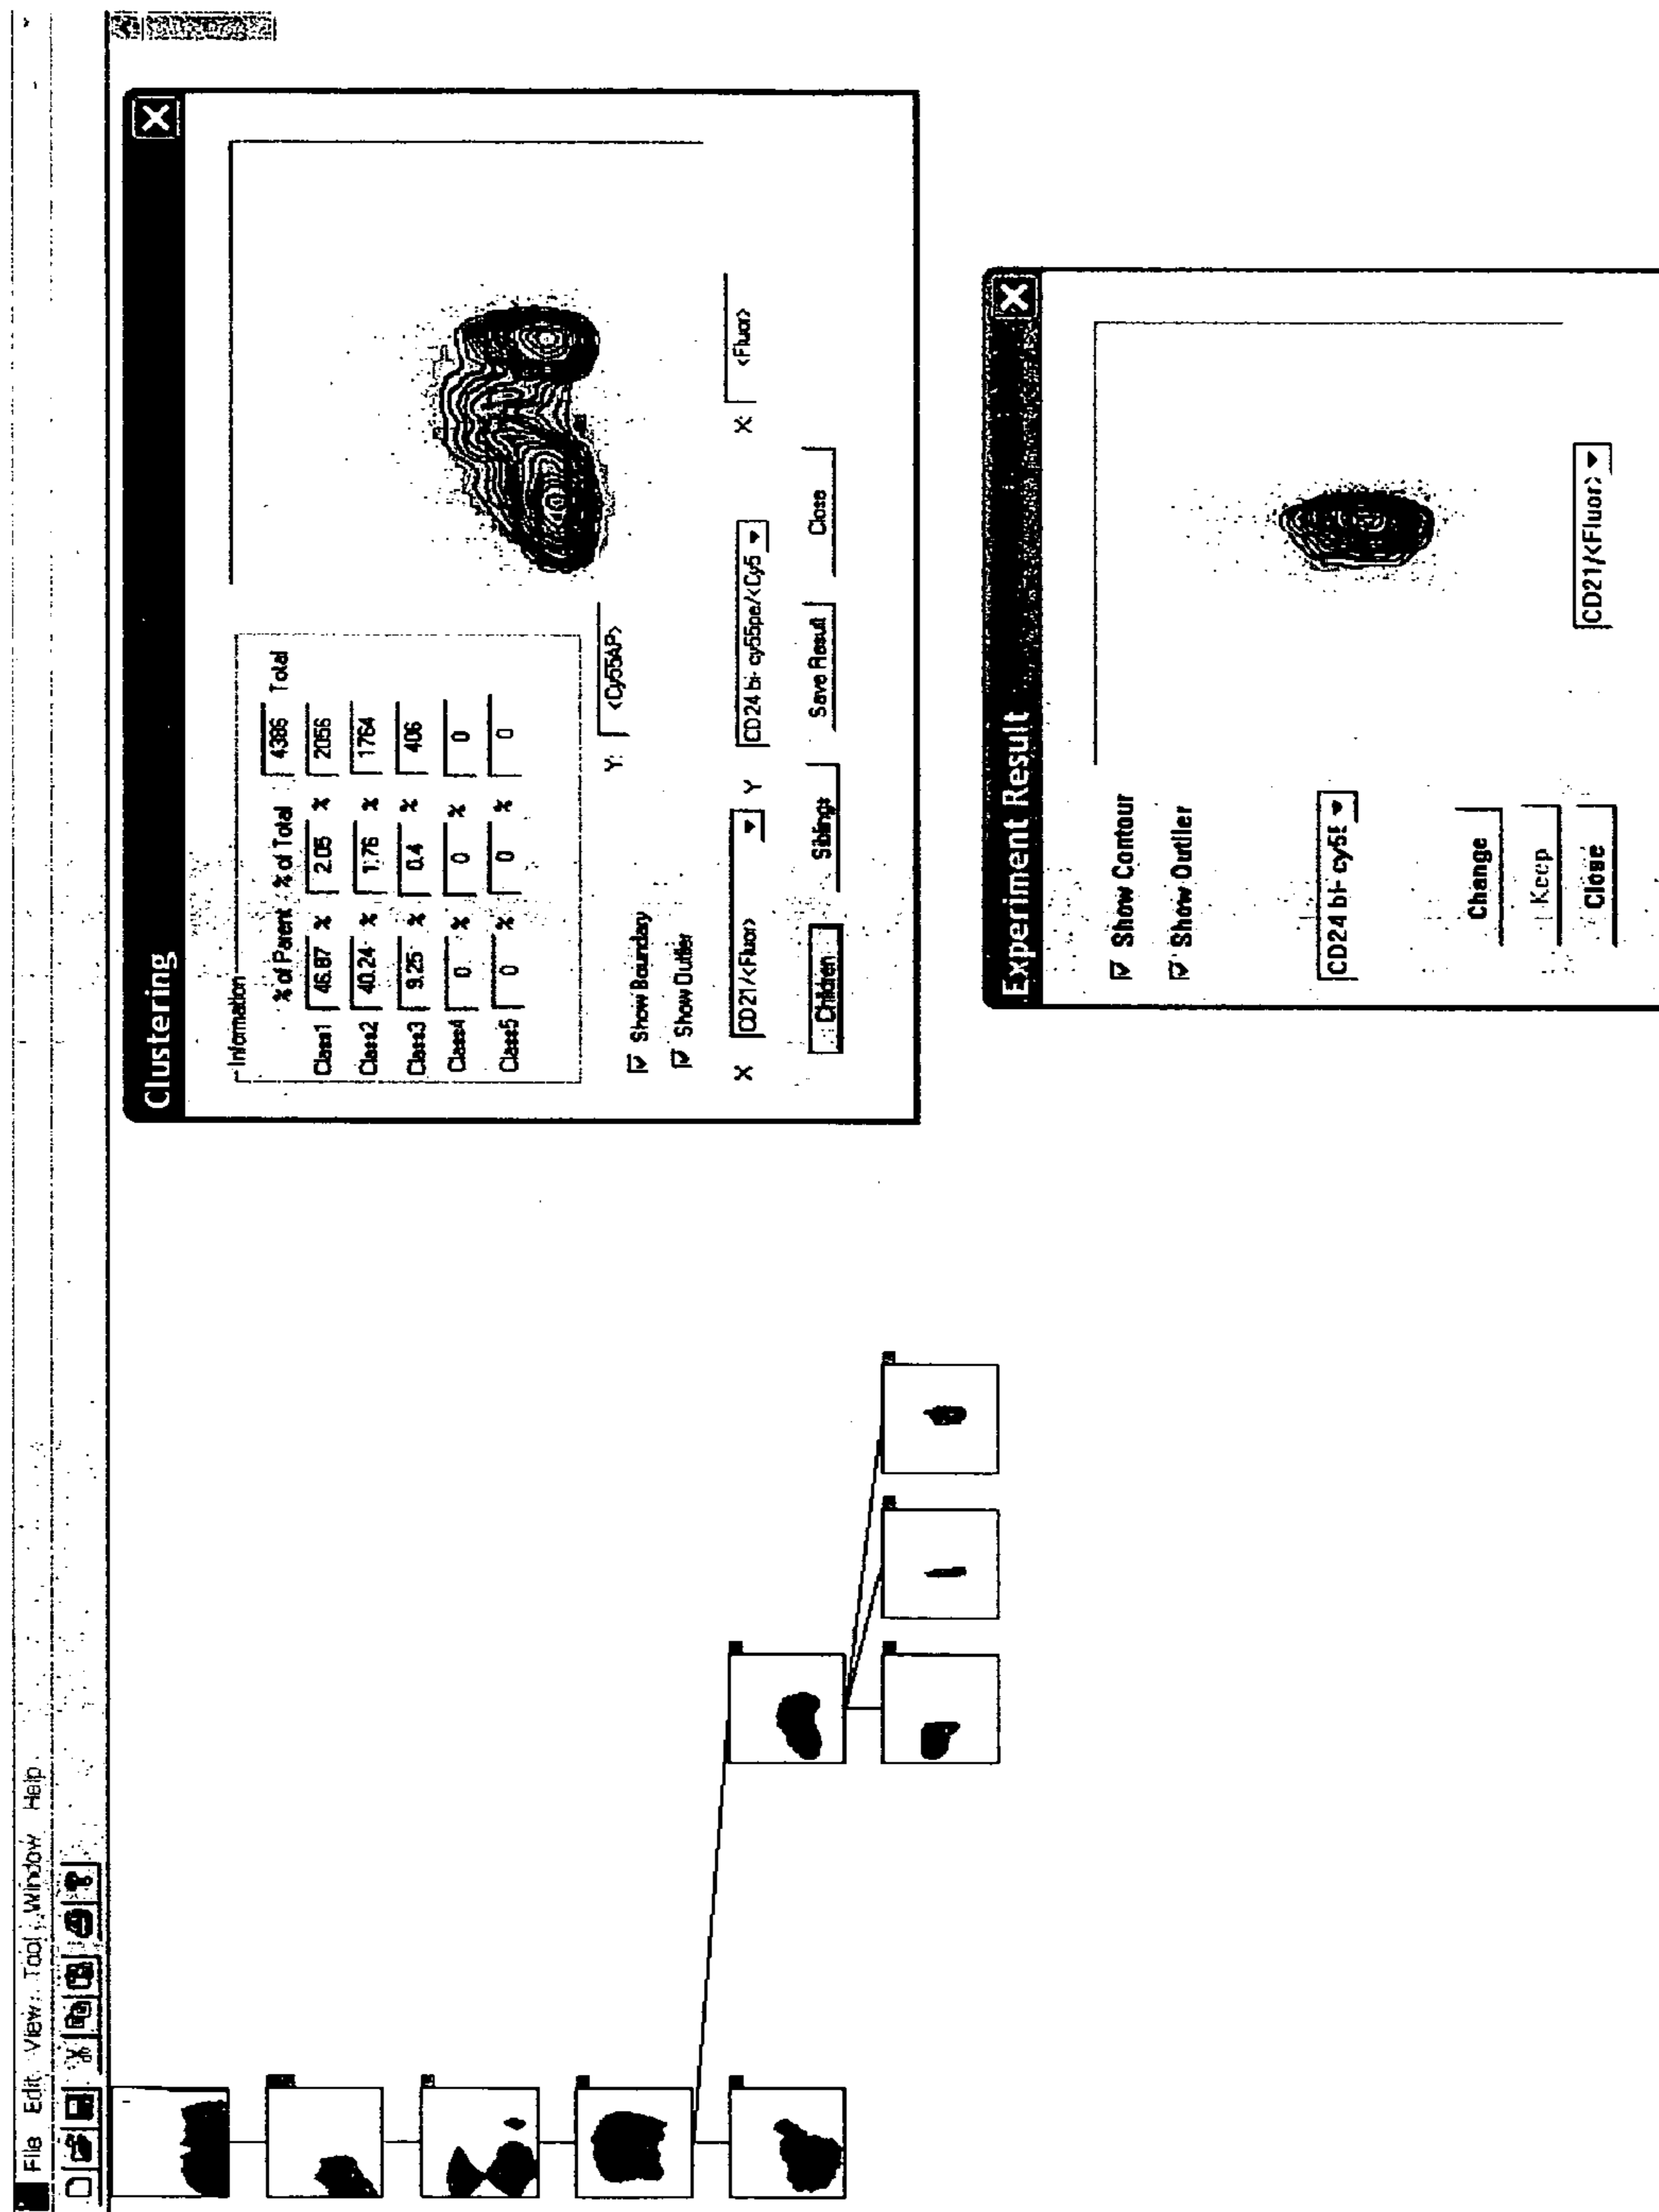 File Edit View Tool Window Help
Clustering
Information
% of Parent % of Total 4386 Total
Class1 46.87 % 2.05 % 2056
Class2 40.24 % 1.76 % 1764
Class3 9.25 % 0.4 % 406
Class4 0 % 0 % 0
Class5 0 % 0 % 0
Show Boundary
Show Outlier
Y: <Cy55AP>
X CD21/<Fluor> Y CD24 bi- cy55pe/<Cy5
X: <Fluor>
Children Siblings Save Result Close
Experiment Result
Show Contour
Show Outlier
CD24 bi- cy5
Change
Keep
Close
CD21/<Fluor>